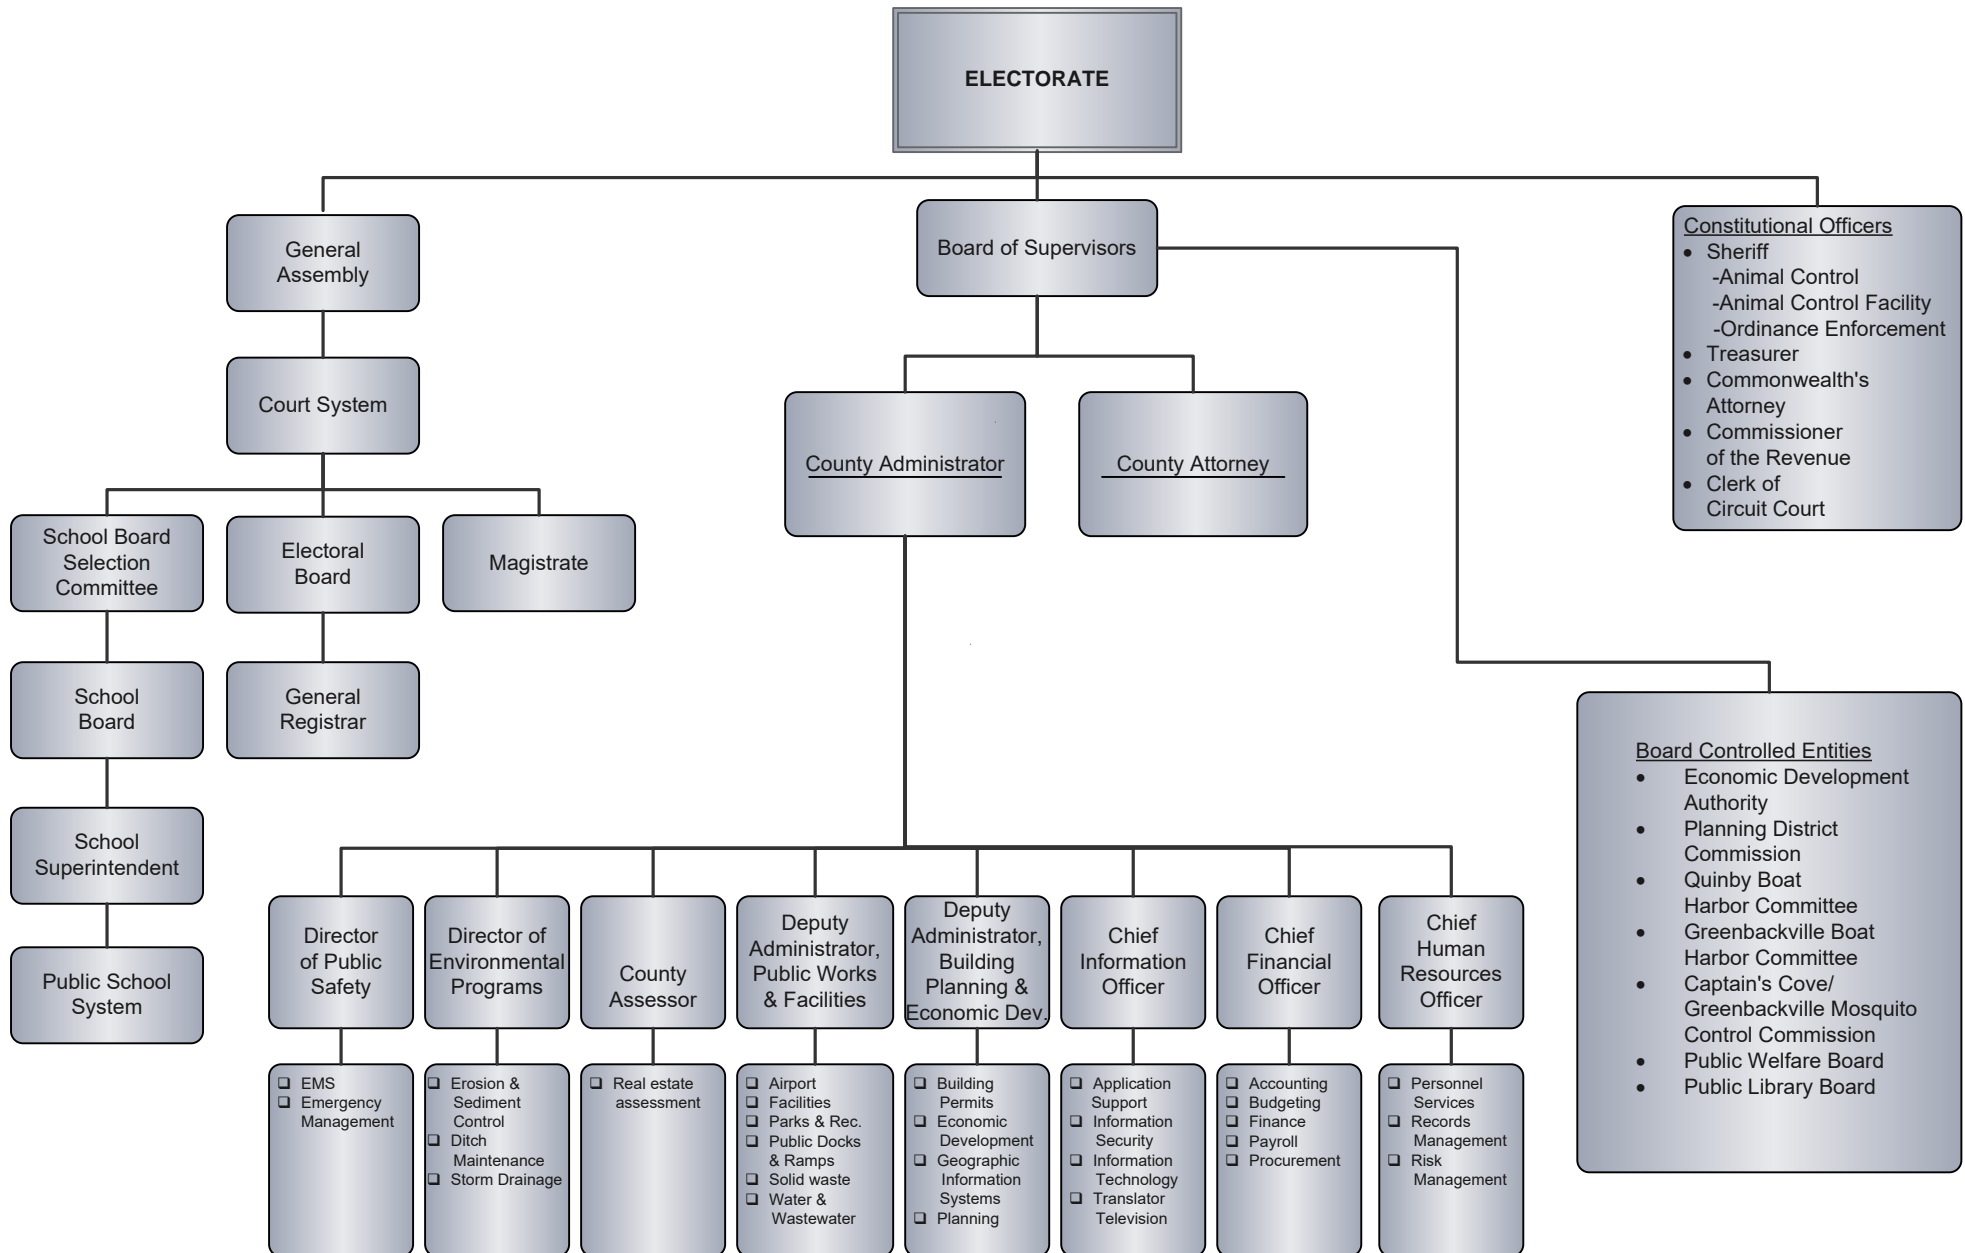 ELECTORATE
General
Assembly
Board of Supervisors
Constitutional Officers
• Sheriff
-Animal Control
-Animal Control Facility
-Ordinance Enforcement
• Treasurer
• Commonwealth's
Attorney
• Commissioner
of the Revenue
• Clerk of
Circuit Court
Court System
County Administrator
County Attorney
School Board
Selection
Committee
Electoral
Board
Magistrate
School
Board
General
Registrar
School
Superintendent
Public School
System
Board Controlled Entities
• Economic Development
Authority
• Planning District
Commission
• Quinby Boat
Harbor Committee
• Greenbackville Boat
Harbor Committee
• Captain's Cove/
Greenbackville Mosquito
Control Commission
• Public Welfare Board
• Public Library Board
Director
of Public
Safety
Director of
Environmental
Programs
County
Assessor
Deputy
Administrator,
Public Works
& Facilities
Deputy
Administrator,
Building
Planning &
Economic Dev.
Chief
Information
Officer
Chief
Financial
Officer
Chief
Human
Resources
Officer
❑ EMS
❑ Emergency
Management
❑ Erosion &
Sediment
Control
❑ Ditch
Maintenance
❑ Storm Drainage
❑ Real estate
assessment
❑ Airport
❑ Facilities
❑ Parks & Rec.
❑ Public Docks
& Ramps
❑ Solid waste
❑ Water &
Wastewater
❑ Building
Permits
❑ Economic
Development
❑ Geographic
Information
Systems
❑ Planning
❑ Application
Support
❑ Information
Security
❑ Information
Technology
❑ Translator
Television
❑ Accounting
❑ Budgeting
❑ Finance
❑ Payroll
❑ Procurement
❑ Personnel
Services
❑ Records
Management
❑ Risk
Management